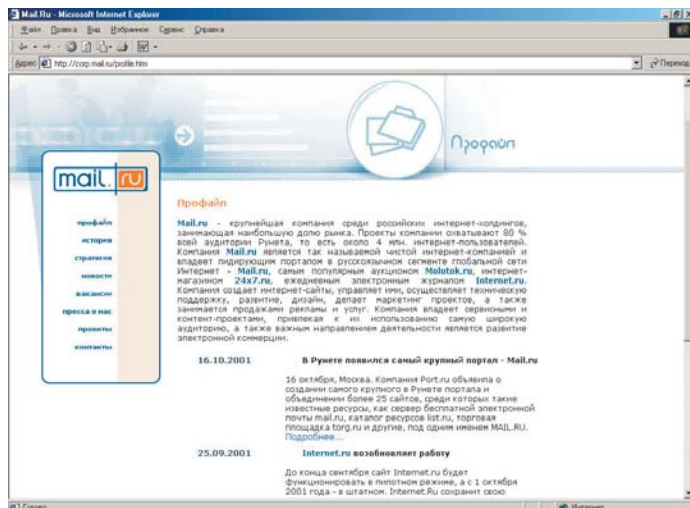 Mail.Ru - Microsoft Internet Explorer
Файл Правка Вид Избранное Сервис Справка
Адрес http://corp.mail.ru/profile.htm Переход
Профайл
mail.ru
профайл
история
стратегия
новости
вакансии
пресса о нас
проекты
контакты
Профайл
Mail.ru - крупнейшая компания среди российских интернет-холдингов,
занимающая наибольшую долю рынка. Проекты компании охватывают 80 %
всей аудитории Рунета, то есть около 4 млн. интернет-пользователей.
Компания Mail.ru является так называемой чистой интернет-компанией и
владеет лидирующим порталом в русскоязычном сегменте глобальной сети
Интернет - Mail.ru, самым популярным аукционом Molotok.ru, интернет-
магазином 24x7.ru, ежедневным электронным журналом Internet.ru.
Компания создает интернет-сайты, управляет ими, осуществляет техническую
поддержку, развитие, дизайн, делает маркетинг проектов, а также
занимается продажами рекламы и услуг. Компания владеет сервисными и
контент-проектами, привлекая к их использованию самую широкую
аудиторию, а также важным направлением деятельности является развитие
электронной коммерции.
16.10.2001 В Рунете появился самый крупный портал - Mail.ru
16 октября, Москва. Компания Port.ru объявила о
создании самого крупного в Рунете портала и
объединении более 25 сайтов, среди которых такие
известные ресурсы, как сервер бесплатной электронной
почты mail.ru, каталог ресурсов list.ru, торговая
площадка torg.ru и другие, под одним именем MAIL.RU.
Подробнее...
25.09.2001 Internet.ru возобновляет работу
До конца сентября сайт Internet.ru будет
функционировать в пилотном режиме, а с 1 октября
2001 года - в штатном. Internet.Ru сохранит свою
Готово Интернет